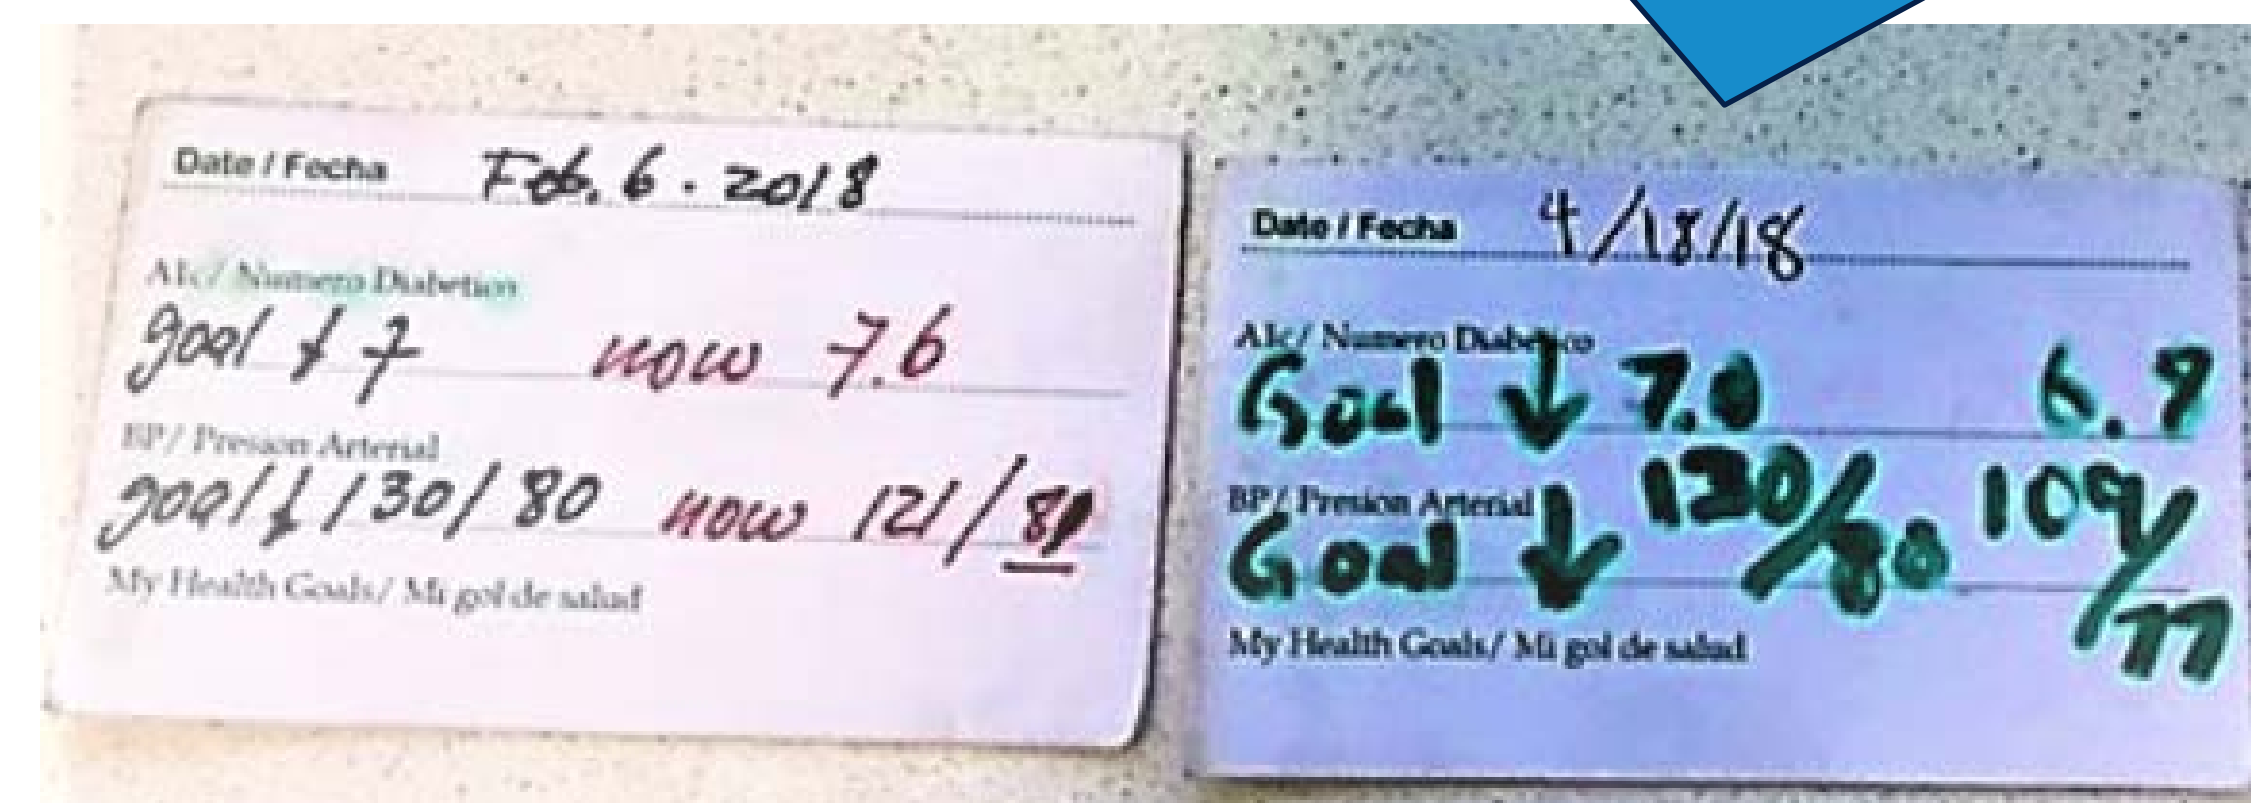 Date / Fecha Feb. 6 . 2018
A1c/ Numero Diabetico
goal ↓ 7 now 7.6
BP/ Presion Arterial
goal ↓ 130/80 now 121/
My Health Goals/ Mi gol de salud
Date / Fecha 4/18/18
A1c/ Numero Diabetico
Goal ↓ 7.0 6.9
BP/ Presion Arterial
Goal ↓ 130/80 109/77
My Health Goals/ Mi gol de salud